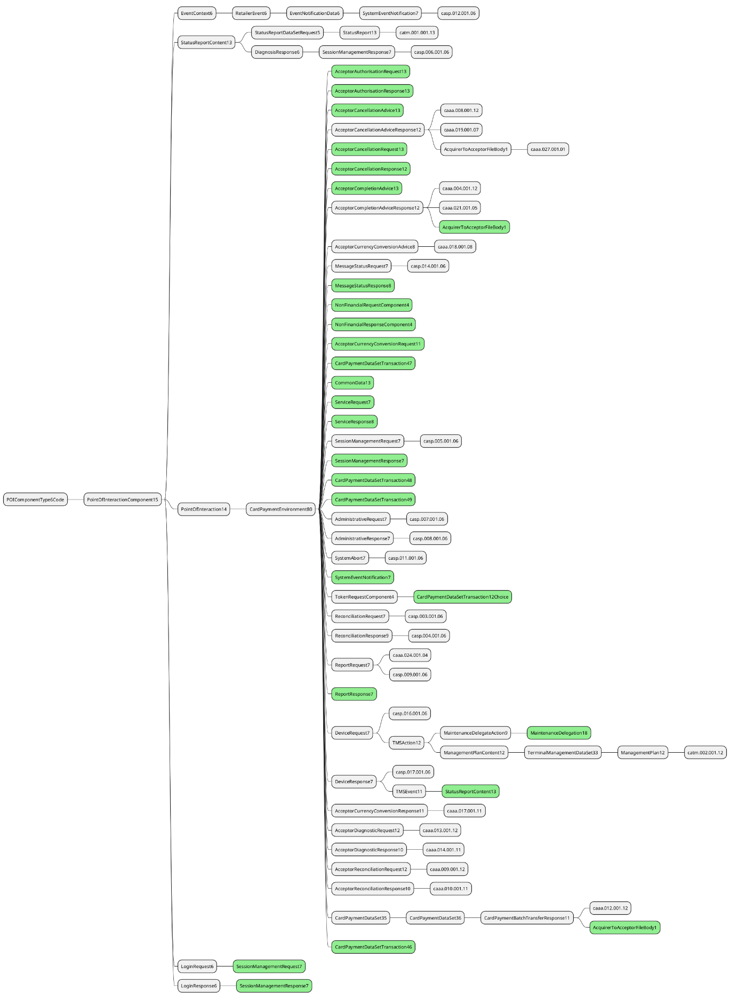 EventContext6
RetailerEvent6
EventNotificationData6
SystemEventNotification7
casp.012.001.06
StatusReportContent13
StatusReportDataSetRequest5
StatusReport13
catm.001.001.13
DiagnosisResponse6
SessionManagementResponse7
casp.006.001.06
AcceptorAuthorisationRequest13
AcceptorAuthorisationResponse13
AcceptorCancellationAdvice13
AcceptorCancellationAdviceResponse12
caaa.008.001.12
caaa.019.001.07
AcquirerToAcceptorFileBody1
caaa.027.001.01
AcceptorCancellationRequest13
AcceptorCancellationResponse12
AcceptorCompletionAdvice13
AcceptorCompletionAdviceResponse12
caaa.004.001.12
caaa.021.001.05
AcquirerToAcceptorFileBody1
AcceptorCurrencyConversionAdvice8
caaa.018.001.08
MessageStatusRequest7
casp.014.001.06
MessageStatusResponse8
NonFinancialRequestComponent4
NonFinancialResponseComponent4
AcceptorCurrencyConversionRequest11
CardPaymentDataSetTransaction47
CommonData13
ServiceRequest7
ServiceResponse8
SessionManagementRequest7
casp.005.001.06
SessionManagementResponse7
CardPaymentDataSetTransaction48
CardPaymentDataSetTransaction49
POIComponentType6Code
PointOfInteractionComponent15
PointOfInteraction14
CardPaymentEnvironment80
AdministrativeRequest7
casp.007.001.06
AdministrativeResponse7
casp.008.001.06
SystemAbort7
casp.011.001.06
SystemEventNotification7
TokenRequestComponent4
CardPaymentDataSetTransaction12Choice
ReconciliationRequest7
casp.003.001.06
ReconciliationResponse9
casp.004.001.06
ReportRequest7
caaa.024.001.04
casp.009.001.06
ReportResponse7
DeviceRequest7
casp.016.001.06
TMSAction12
MaintenanceDelegateAction9
MaintenanceDelegation18
ManagementPlanContent12
TerminalManagementDataSet33
ManagementPlan12
catm.002.001.12
DeviceResponse7
casp.017.001.06
TMSEvent11
StatusReportContent13
AcceptorCurrencyConversionResponse11
caaa.017.001.11
AcceptorDiagnosticRequest12
caaa.013.001.12
AcceptorDiagnosticResponse10
caaa.014.001.11
AcceptorReconciliationRequest12
caaa.009.001.12
AcceptorReconciliationResponse10
caaa.010.001.11
CardPaymentDataSet35
CardPaymentDataSet36
CardPaymentBatchTransferResponse11
caaa.012.001.12
AcquirerToAcceptorFileBody1
CardPaymentDataSetTransaction46
LoginRequest6
SessionManagementRequest7
LoginResponse6
SessionManagementResponse7